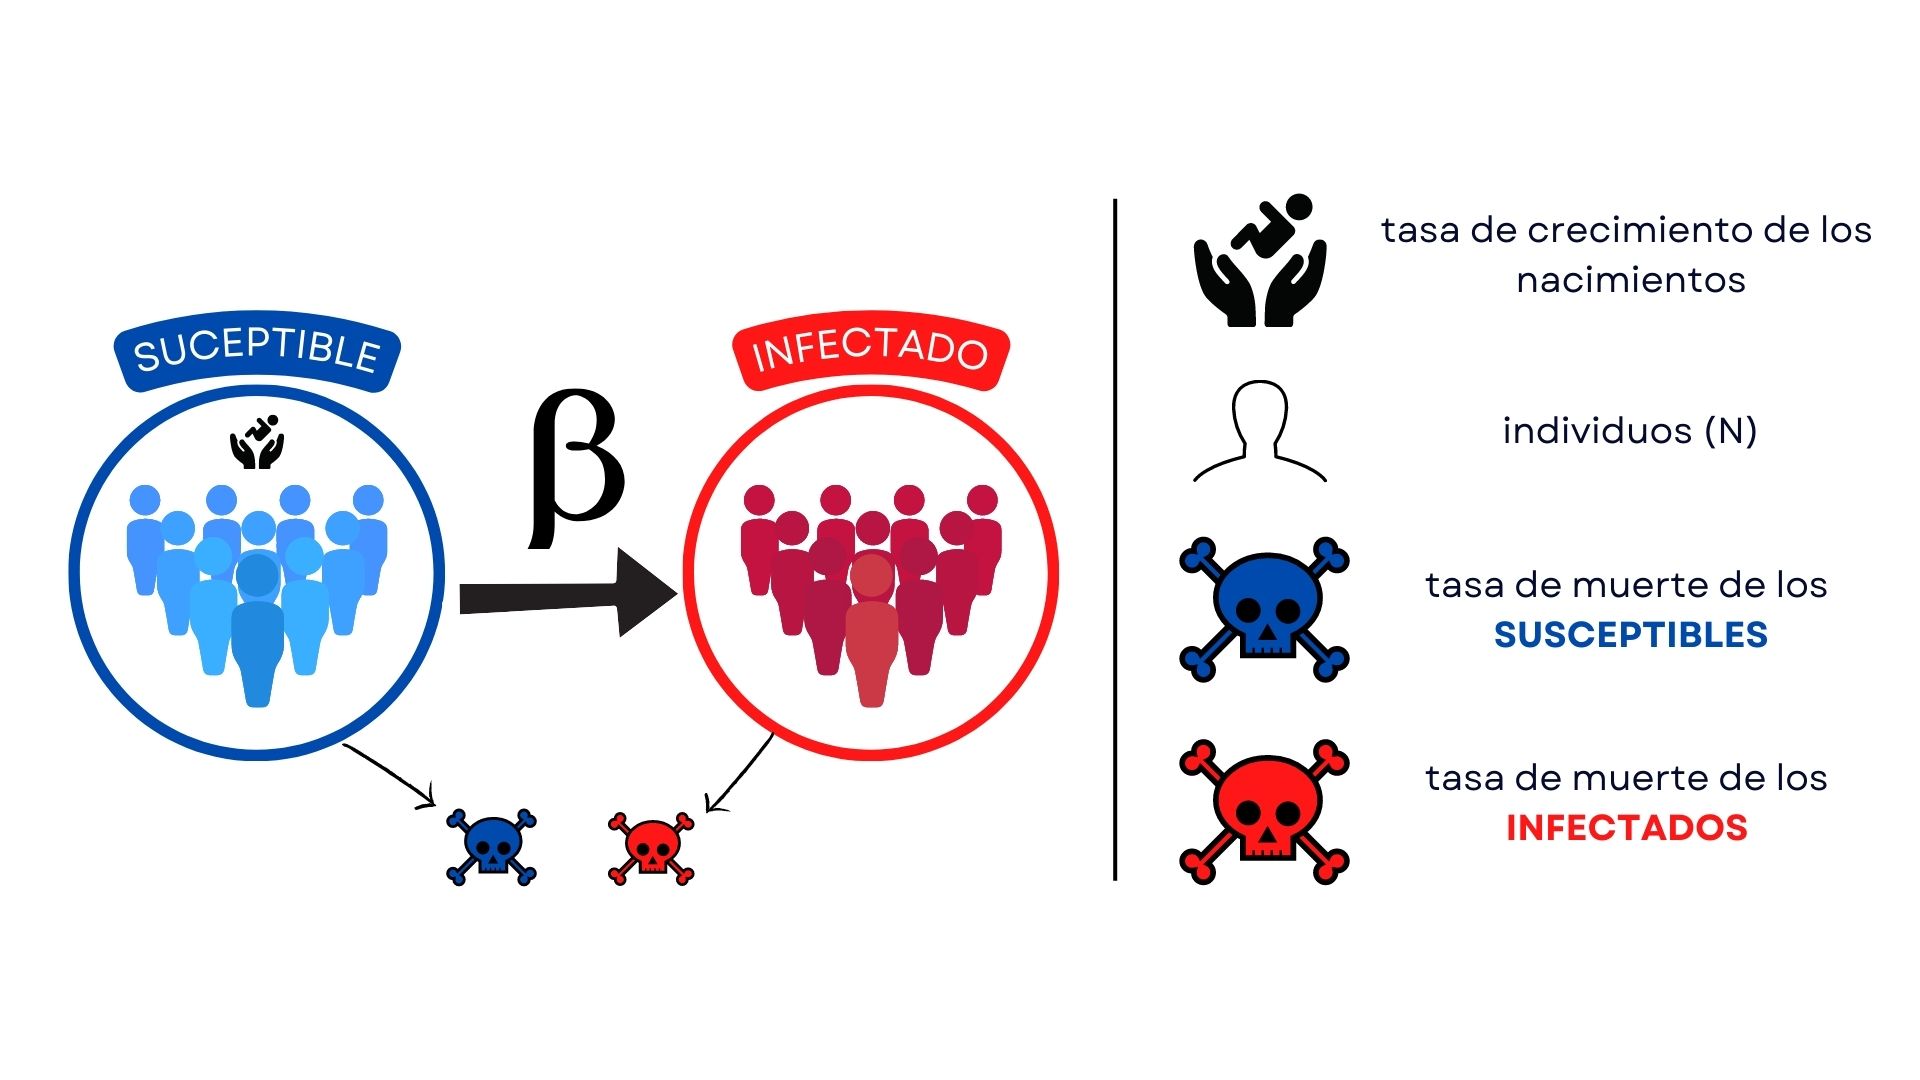 SUCEPTIBLE
INFECTADO
β
tasa de crecimiento de los
nacimientos
individuos (N)
tasa de muerte de los
SUSCEPTIBLES
tasa de muerte de los
INFECTADOS